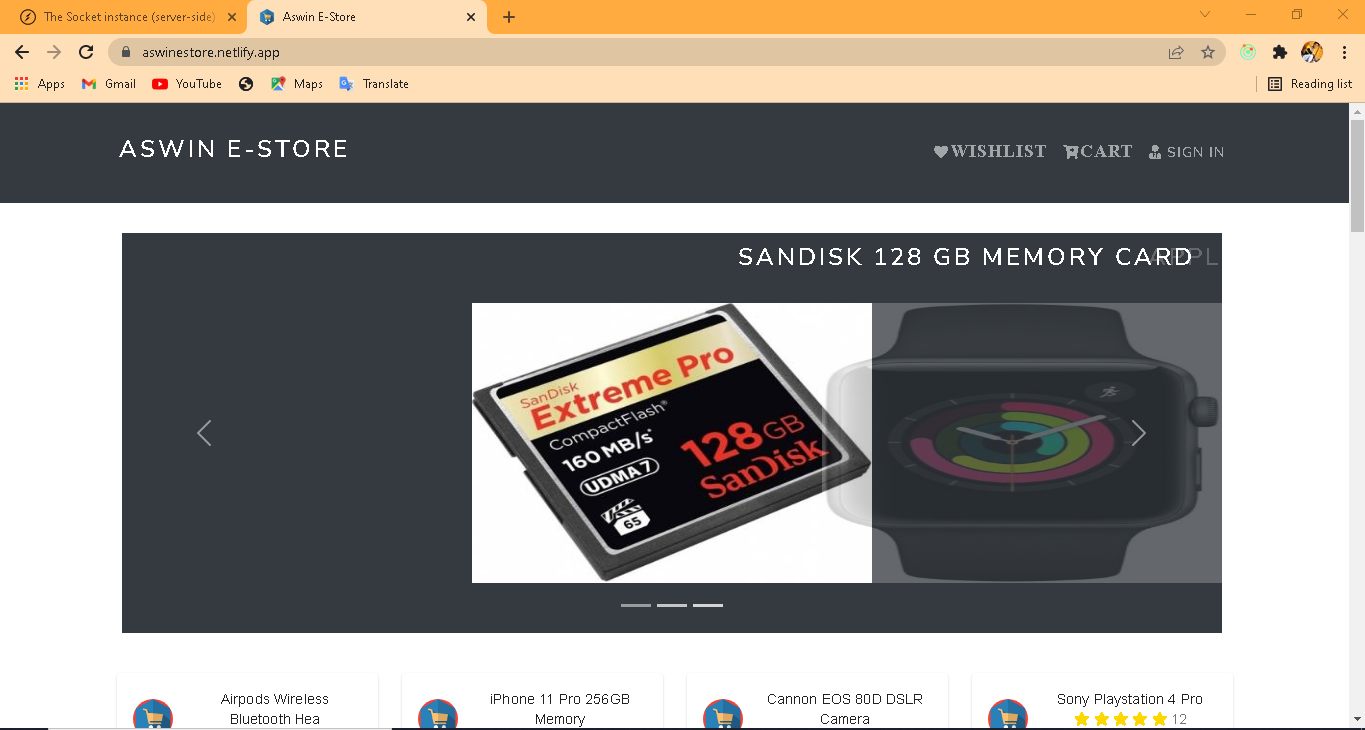 The Socket instance (server-side)
Aswin E-Store
aswinestore.netlify.app
Apps
Gmail
YouTube
Maps
Translate
Reading list
ASWIN E-STORE
WISHLIST
CART
SIGN IN
SANDISK 128 GB MEMORY CARD
APPL
SanDisk
Extreme Pro
CompactFlash®
160 MB/s*
UDMA 7
128GB
SanDisk
65
Airpods Wireless
Bluetooth Hea
iPhone 11 Pro 256GB
Memory
Cannon EOS 80D DSLR
Camera
Sony Playstation 4 Pro
12